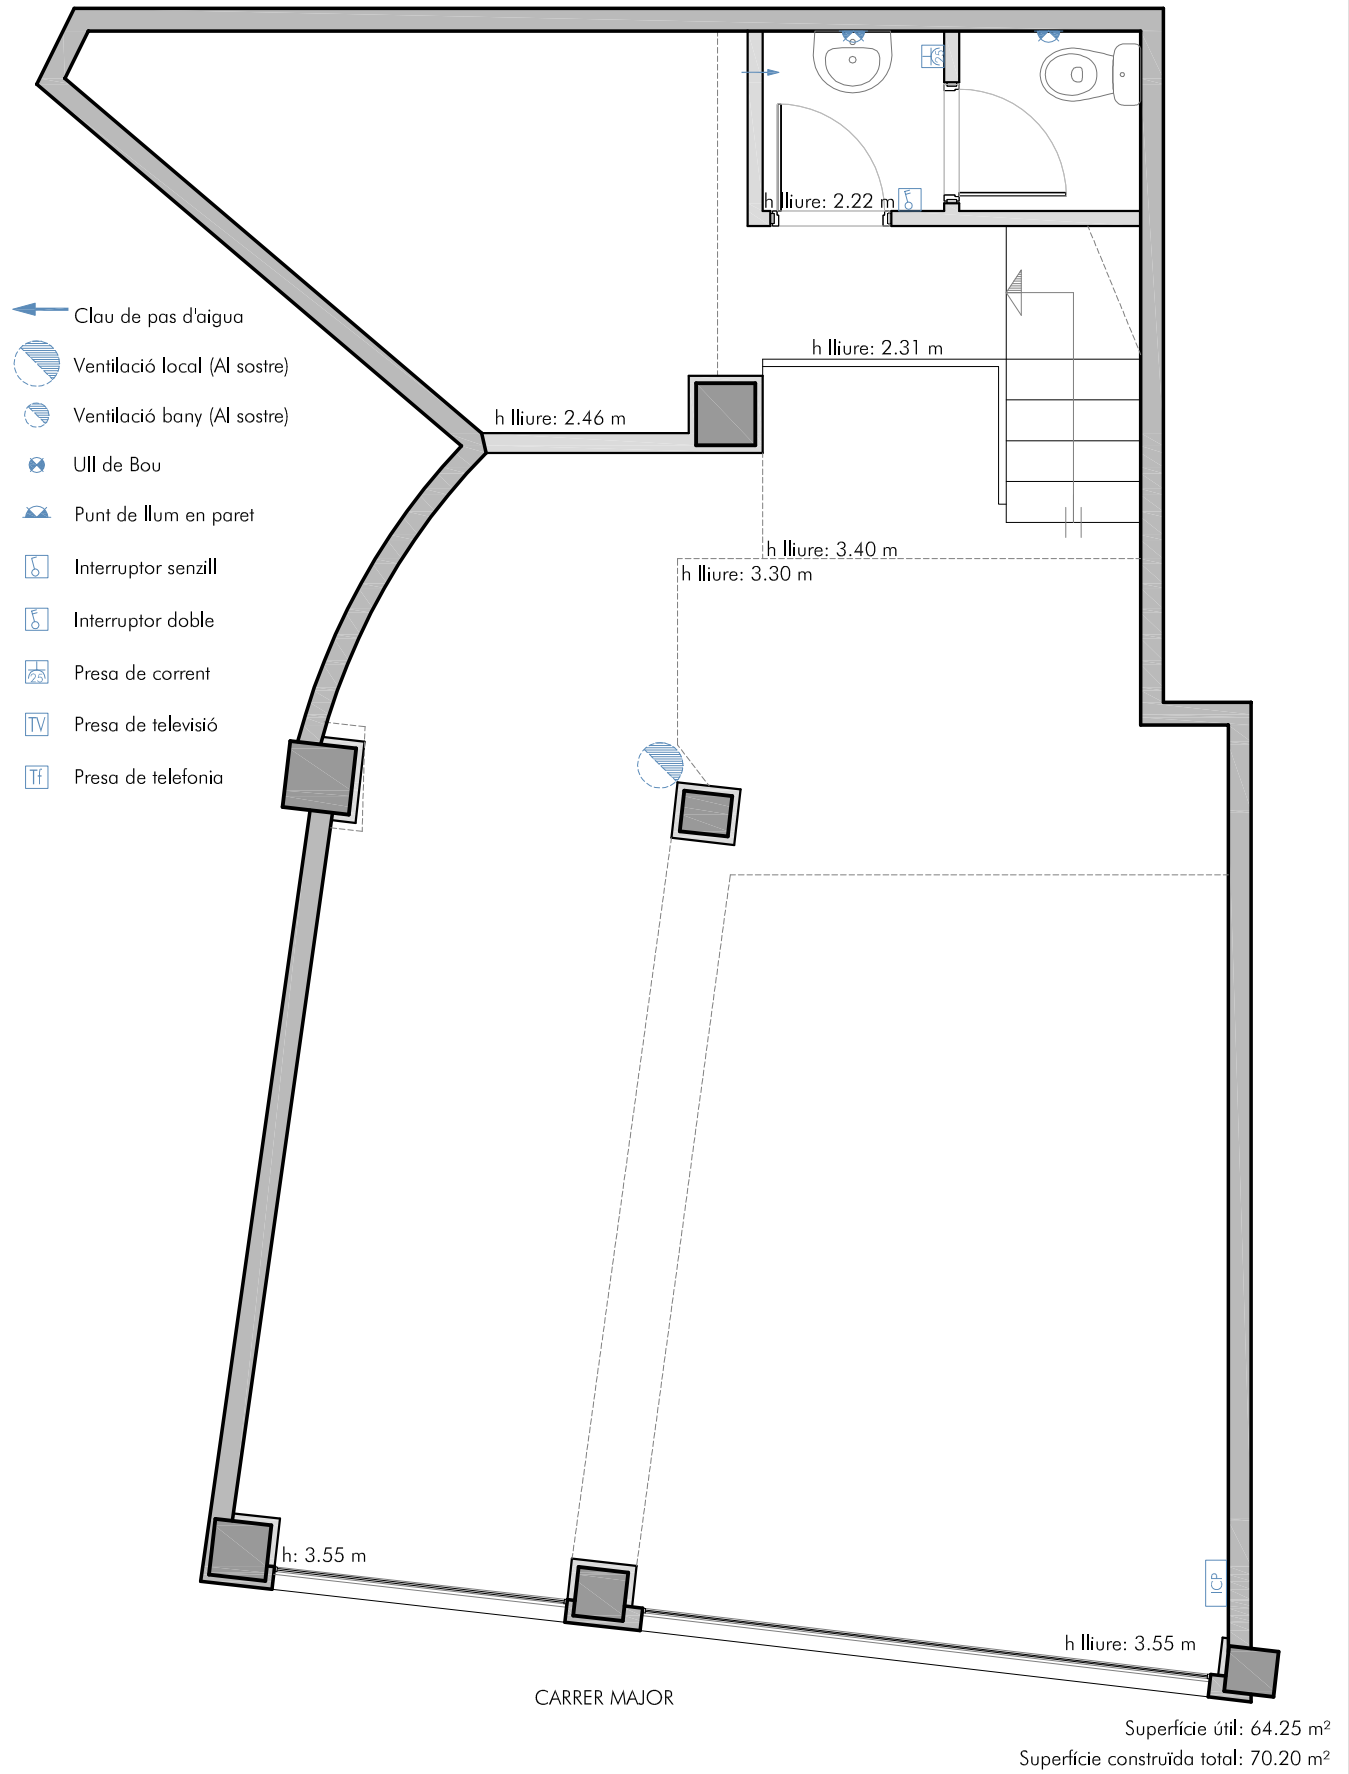 h lliure: 2.22 m
Clau de pas d'aigua
h lliure: 2.31 m
Ventilació local (Al sostre)
Ventilació bany (Al sostre)
h lliure: 2.46 m
Ull de Bou
Punt de llum en paret
h lliure: 3.40 m
Interruptor senzill
h lliure: 3.30 m
Interruptor doble
25
Presa de corrent
25
TV
Presa de televisió
Tf
Presa de telefonia
h: 3.55 m
ICP
h lliure: 3.55 m
CARRER MAJOR
Superfície útil: 64.25 m²
Superfície construïda total: 70.20 m²